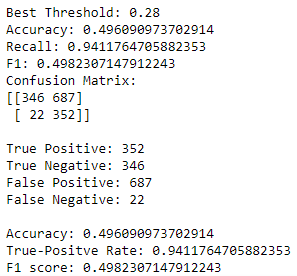 Best Threshold: 0.28
Accuracy: 0.496090973702914
Recall: 0.9411764705882353
F1: 0.4982307147912243
Confusion Matrix:
[[346 687]
 [ 22 352]]

True Positive: 352
True Negative: 346
False Positive: 687
False Negative: 22

Accuracy: 0.496090973702914
True-Positve Rate: 0.9411764705882353
F1 score: 0.4982307147912243